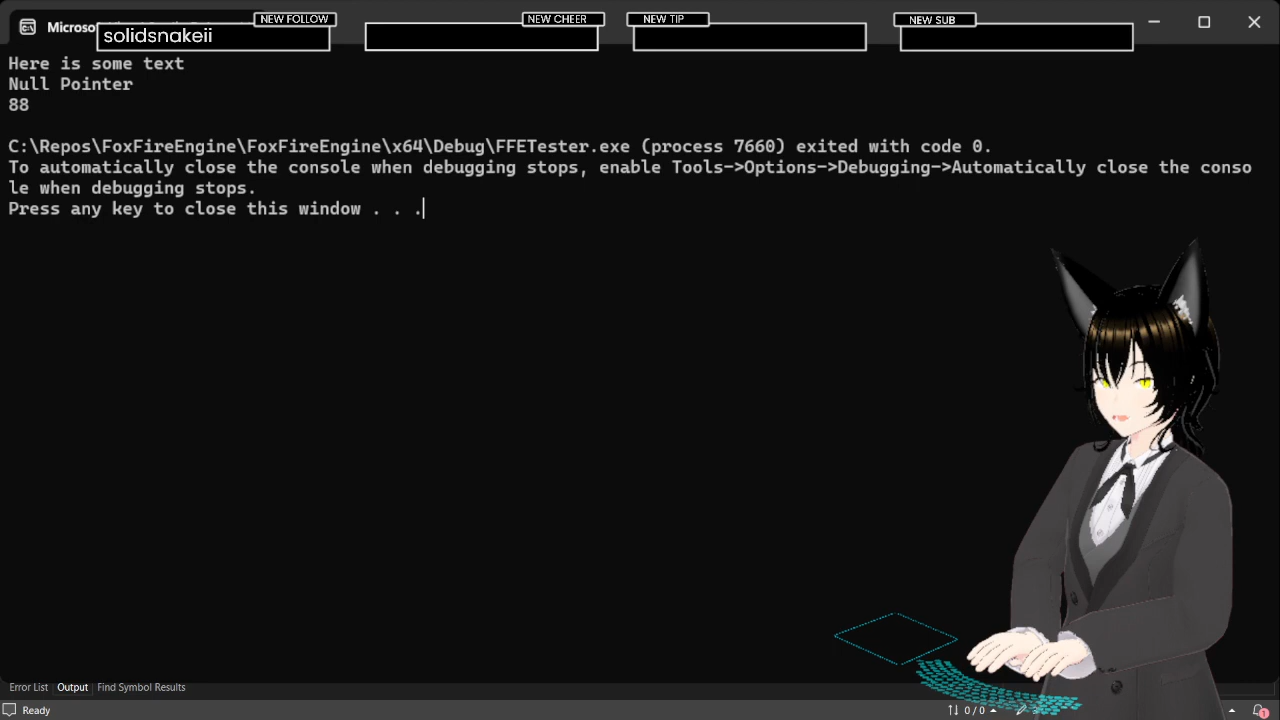 NEW FOLLOW
NEW CHEER
NEW TIP
NEW SUB
Microso
solidsnakeii
Here is some text
Null Pointer
88
C:\Repos\FoxFireEngine\FoxFireEngine\x64\Debug\FFETester.exe (process 7660) exited with code 0.
To automatically close the console when debugging stops, enable Tools->Options->Debugging->Automatically close the conso
le when debugging stops.
Press any key to close this window . . .
Error List Output Find Symbol Results
Ready
0 / 0
1